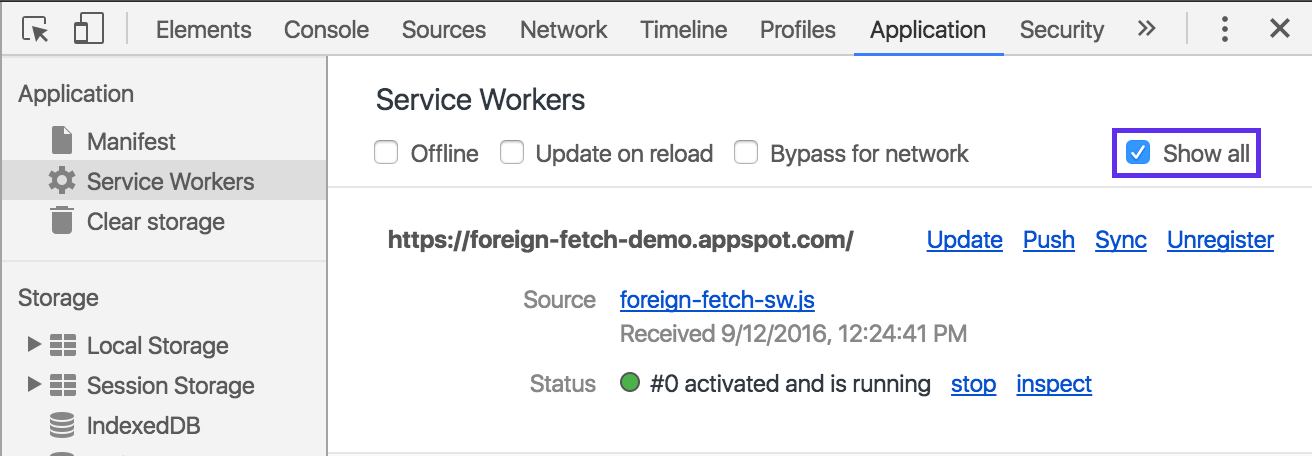 Elements Console Sources Network Timeline Profiles Application Security »
Application
Manifest
Service Workers
Clear storage
Storage
Local Storage
Session Storage
IndexedDB
Service Workers
Offline Update on reload Bypass for network Show all
https://foreign-fetch-demo.appspot.com/ Update Push Sync Unregister
Source foreign-fetch-sw.js
Received 9/12/2016, 12:24:41 PM
Status #0 activated and is running stop inspect